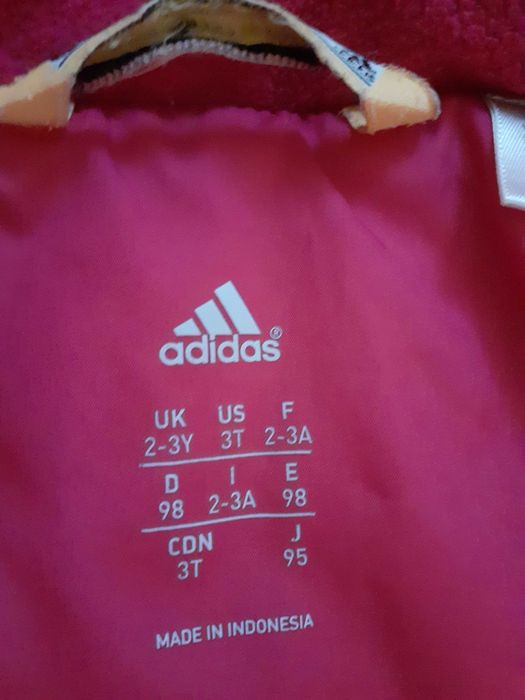 adidas®
UK US F
2-3Y 3T 2-3A
D I E
98 2-3A 98
CDN J
3T 95
MADE IN INDONESIA